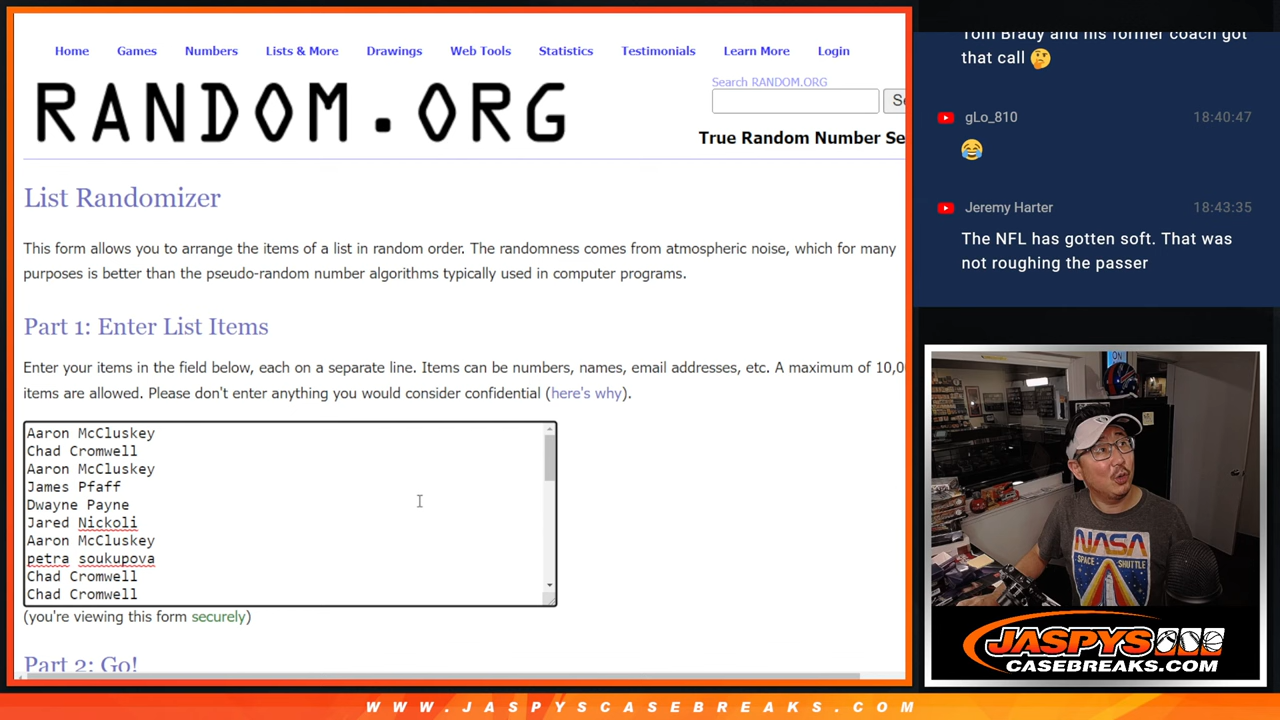 Home Games Numbers Lists & More Drawings Web Tools Statistics Testimonials Learn More Login
RANDOM.ORG
Search RANDOM.ORG
True Random Number Se
List Randomizer
This form allows you to arrange the items of a list in random order. The randomness comes from atmospheric noise, which for many
purposes is better than the pseudo-random number algorithms typically used in computer programs.
Part 1: Enter List Items
Enter your items in the field below, each on a separate line. Items can be numbers, names, email addresses, etc. A maximum of 10,0
items are allowed. Please don't enter anything you would consider confidential (here's why).
Aaron McCluskey
Chad Cromwell
Aaron McCluskey
James Pfaff
Dwayne Payne
Jared Nickoli
Aaron McCluskey
petra soukupova
Chad Cromwell
Chad Cromwell
(you're viewing this form securely)
Part 2: Go!
Tom Brady and his former coach got
that call 🤔
gLo_810 18:40:47
😂
Jeremy Harter 18:43:35
The NFL has gotten soft. That was
not roughing the passer
ON
NASA
SPACE SHUTTLE
JASPYS
CASEBREAKS.COM
WWW.JASPYSCASEBREAKS.COM